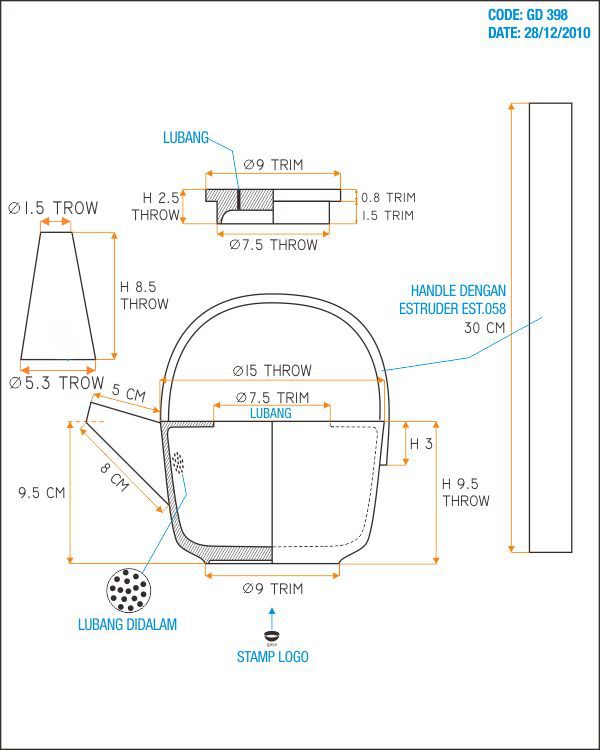 CODE: GD 398
DATE: 28/12/2010
LUBANG
Ø9 TRIM
H 2.5
THROW
0.8 TRIM
1.5 TRIM
Ø7.5 THROW
Ø1.5 TROW
H 8.5
THROW
Ø5.3 TROW
HANDLE DENGAN
ESTRUDER EST.058
30 CM
Ø15 THROW
5 CM
Ø7.5 TRIM
LUBANG
H 3
8 CM
9.5 CM
H 9.5
THROW
Ø9 TRIM
LUBANG DIDALAM
STAMP LOGO